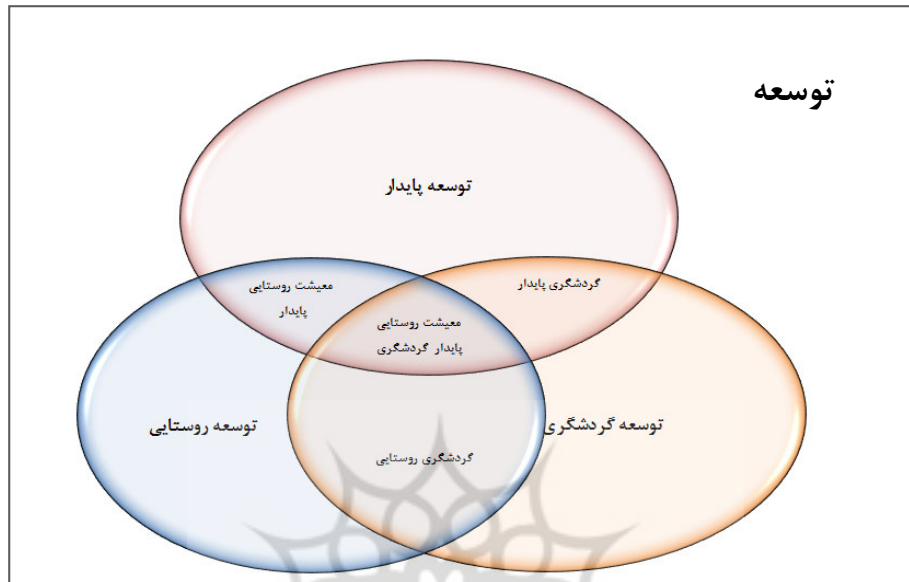 توسعه
توسعه پایدار
معیشت روستایی
پایدار
گردشگری پایدار
معیشت روستایی
پایدار گردشگری
توسعه روستایی
توسعه گردشگری
گردشگری روستایی